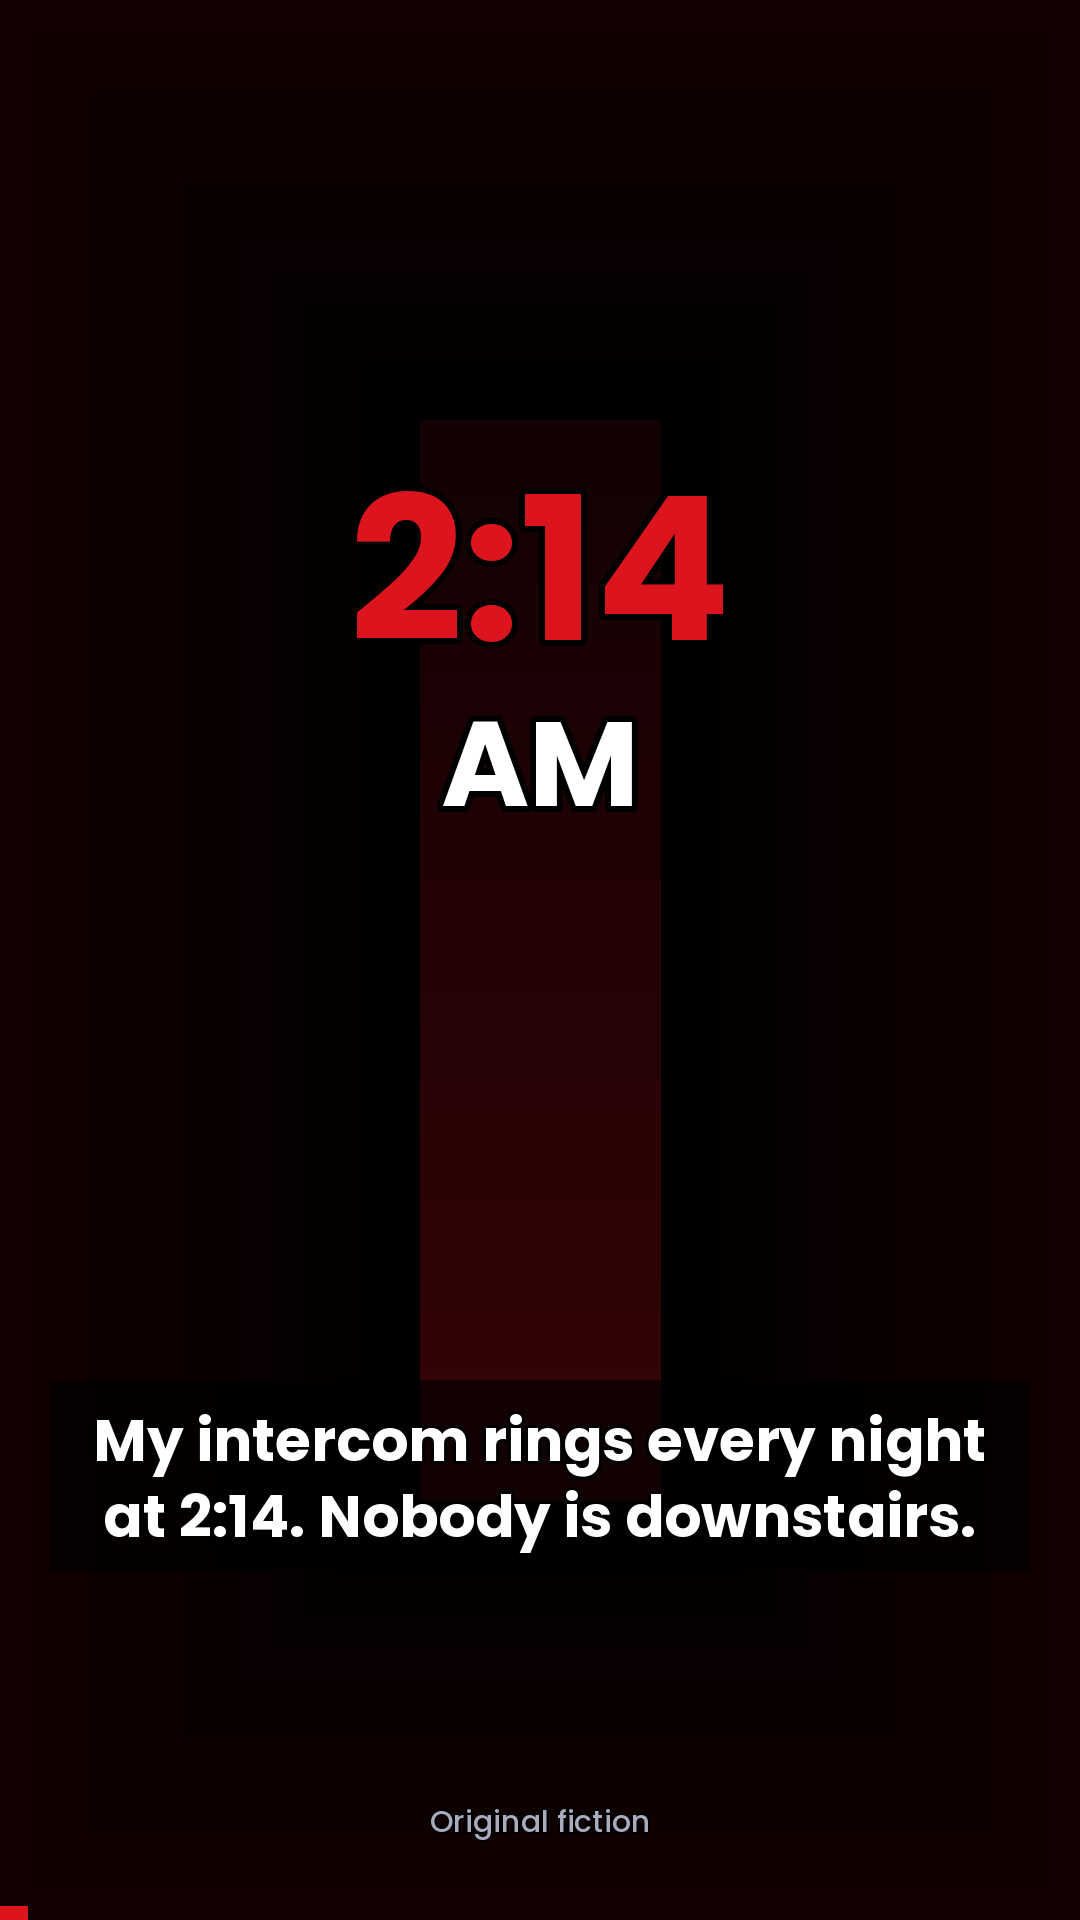 2:14
AM
My intercom rings every night
at 2:14. Nobody is downstairs.
Original fiction